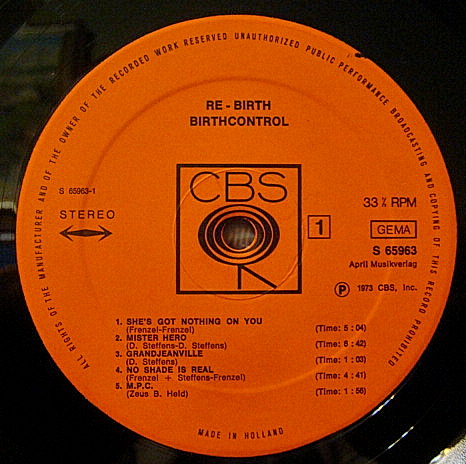 ALL RIGHTS OF THE MANUFACTURER AND OF THE OWNER OF THE RECORDED WORK RESERVED UNAUTHORIZED PUBLIC PERFORMANCE BROADCASTING AND COPYING OF THIS RECORD PROHIBITED
RE - BIRTH
BIRTHCONTROL
CBS
S 65963-1
STEREO
33 ⅓ RPM
1
GEMA
S 65963
April Musikverlag
Ⓟ 1973 CBS, Inc.
1. SHE'S GOT NOTHING ON YOU (Time: 5 : 04)
(Frenzel-Frenzel)
2. MISTER HERO (Time: 6 : 42)
(D. Steffens-D. Steffens)
3. GRANDJEANVILLE (Time: 1 : 03)
(D. Steffens)
4. NO SHADE IS REAL (Time: 4 : 41)
(Frenzel + Steffens-Frenzel)
5. M.P.C. (Time: 1 : 56)
(Zeus B. Held)
MADE IN HOLLAND